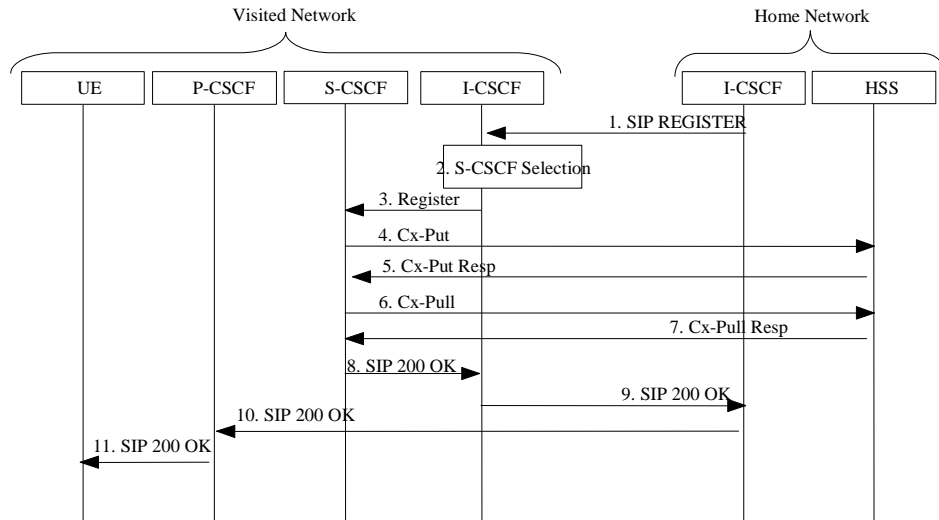 Visited Network
Home Network
UE
P-CSCF
S-CSCF
I-CSCF
I-CSCF
HSS
1. SIP REGISTER
2. S-CSCF Selection
3. Register
4. Cx-Put
5. Cx-Put Resp
6. Cx-Pull
7. Cx-Pull Resp
8. SIP 200 OK
9. SIP 200 OK
10. SIP 200 OK
11. SIP 200 OK